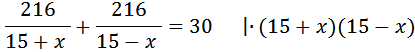 216/(15 + x) + 216/(15 − x) = 30 |·(15 + x)(15 − x)